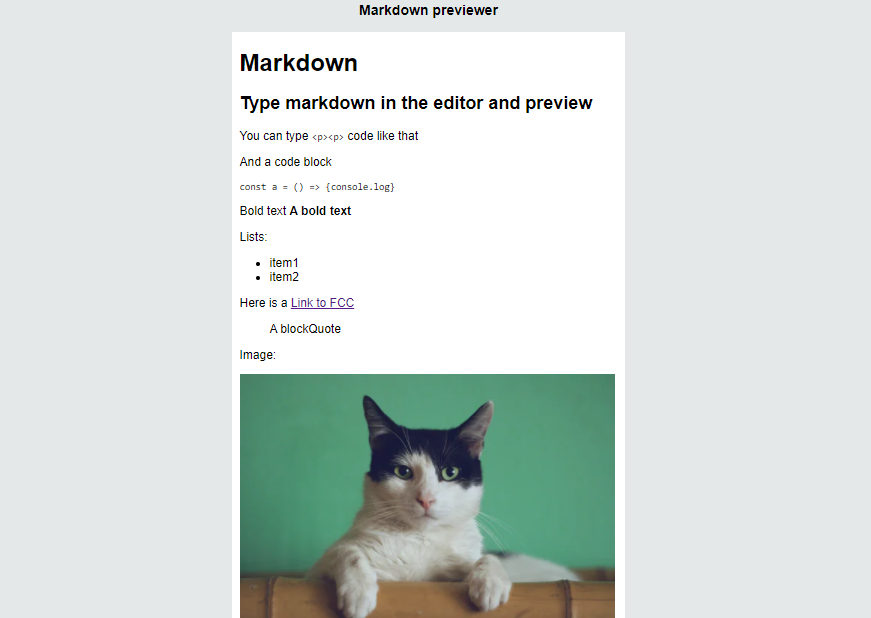 Markdown previewer
Markdown
Type markdown in the editor and preview
You can type <p><p> code like that
And a code block
const a = () => {console.log}
Bold text A bold text
Lists:
• item1
• item2
Here is a Link to FCC
A blockQuote
Image: